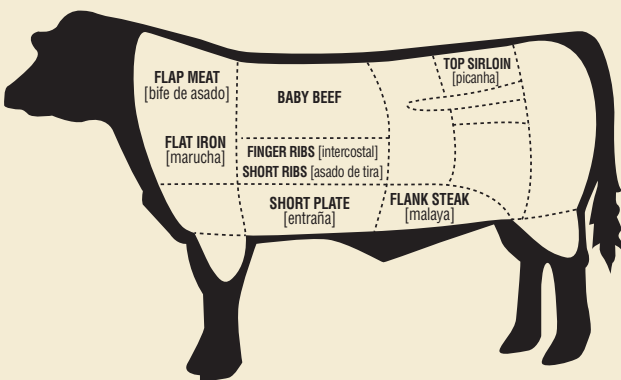 FLAP MEAT
[bife de asado]
FLAT IRON
[marucha]
BABY BEEF
FINGER RIBS [intercostal]
SHORT RIBS [asado de tira]
SHORT PLATE
[entraña]
FLANK STEAK
[malaya]
TOP SIRLOIN
[picanha]